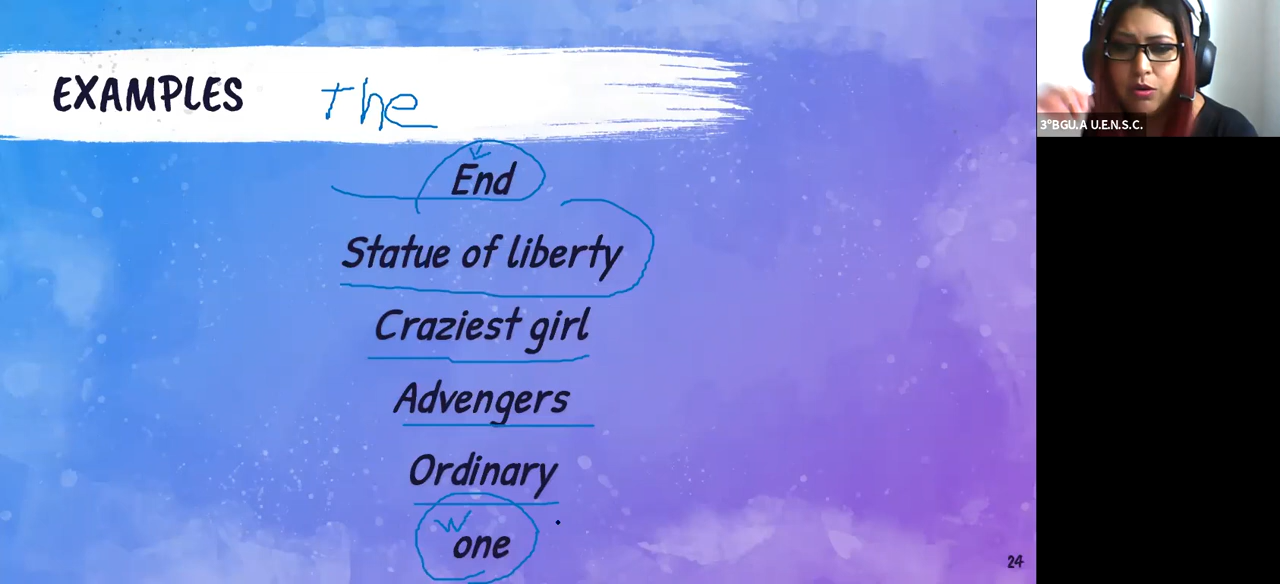 EXAMPLES The
v
End
Statue of liberty
Craziest girl
Advengers
Ordinary
w
one
24
3°BGU.A U.E.N.S.C.